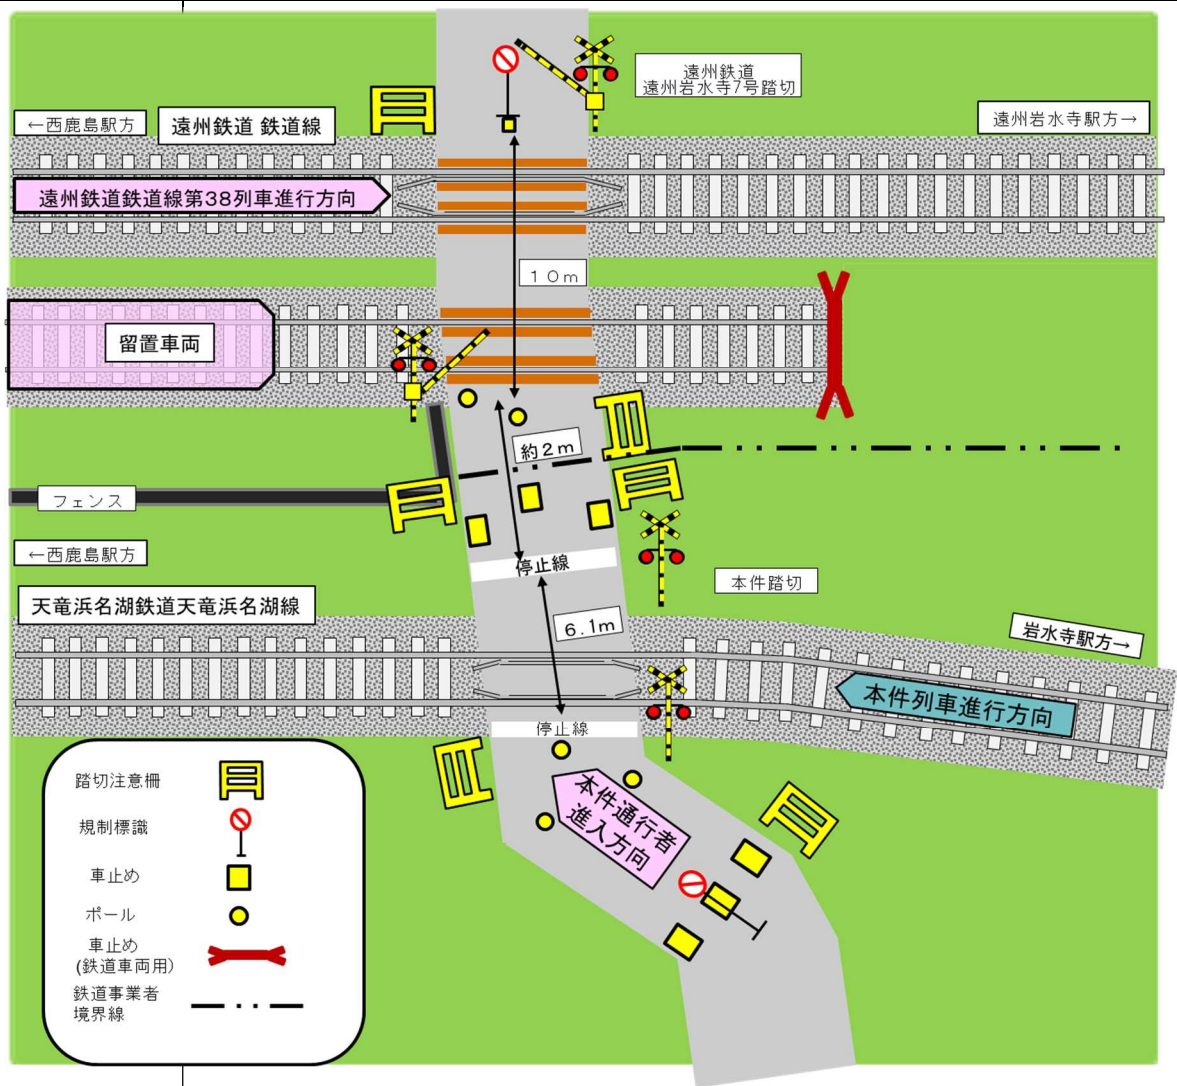 遠州鉄道
遠州岩水寺7号踏切
←西鹿島駅方
遠州鉄道 鉄道線
遠州岩水寺駅方→
遠州鉄道鉄道線第38列車進行方向
10m
留置車両
約2m
フェンス
停止線
←西鹿島駅方
本件踏切
天竜浜名湖鉄道天竜浜名湖線
6.1m
岩水寺駅方→
本件列車進行方向
停止線
本件通行者
進入方向
踏切注意柵
規制標識
車止め
ポール
車止め
(鉄道車両用)
鉄道事業者
境界線